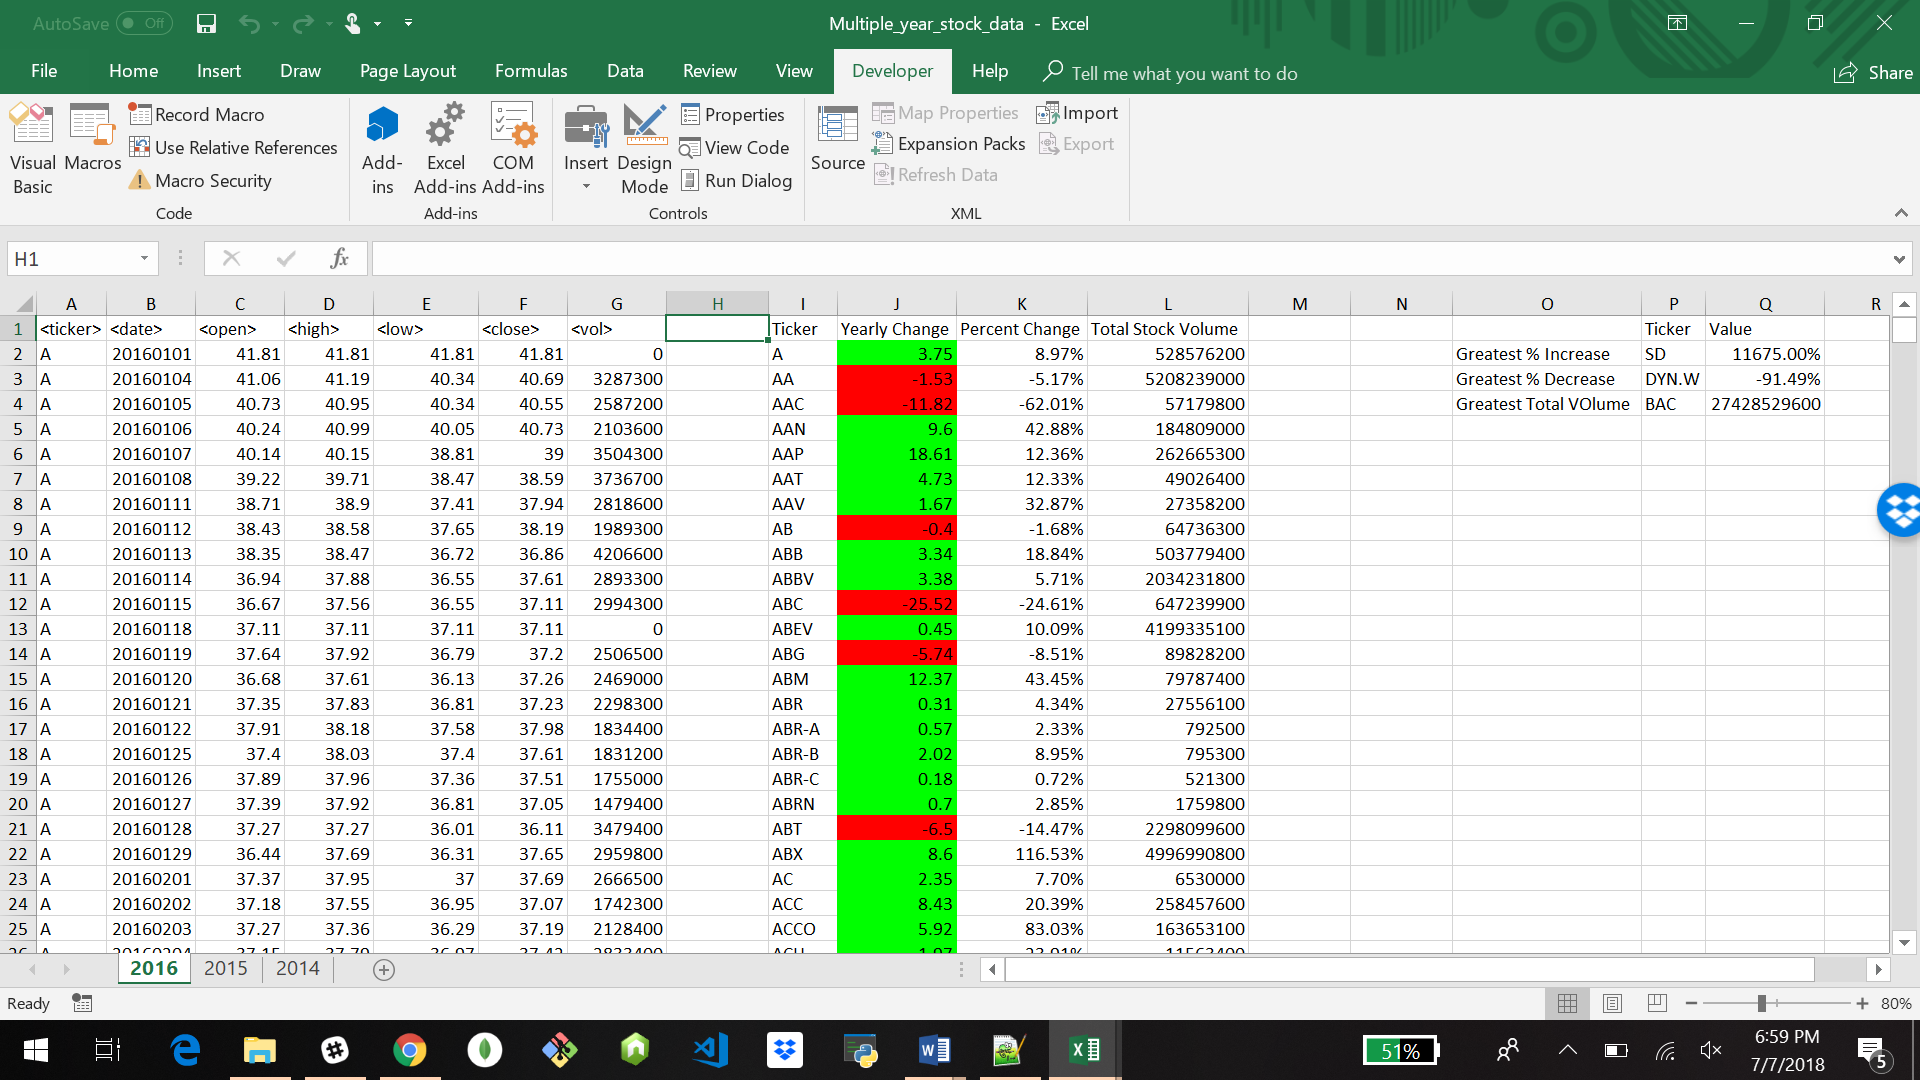 AutoSave Off Multiple_year_stock_data - Excel
File Home Insert Draw Page Layout Formulas Data Review View Developer Help Tell me what you want to do Share
Visual Basic
Macros
Record Macro
Use Relative References
Macro Security
Code
Add-ins
Excel Add-ins
COM Add-ins
Add-ins
Insert
Design Mode
Properties
View Code
Run Dialog
Controls
Source
Map Properties
Expansion Packs
Refresh Data
Import
Export
XML
H1 fx
A B C D E F G H I J K L M N O P Q R
1 <ticker> <date> <open> <high> <low> <close> <vol> Ticker Yearly Change Percent Change Total Stock Volume Ticker Value
2 A 20160101 41.81 41.81 41.81 41.81 0 A 3.75 8.97% 528576200 Greatest % Increase SD 11675.00%
3 A 20160104 41.06 41.19 40.34 40.69 3287300 AA -1.53 -5.17% 5208239000 Greatest % Decrease DYN.W -91.49%
4 A 20160105 40.73 40.95 40.34 40.55 2587200 AAC -11.82 -62.01% 57179800 Greatest Total VOlume BAC 27428529600
5 A 20160106 40.24 40.99 40.05 40.73 2103600 AAN 9.6 42.88% 184809000
6 A 20160107 40.14 40.15 38.81 39 3504300 AAP 18.61 12.36% 262665300
7 A 20160108 39.22 39.71 38.47 38.59 3736700 AAT 4.73 12.33% 49026400
8 A 20160111 38.71 38.9 37.41 37.94 2818600 AAV 1.67 32.87% 27358200
9 A 20160112 38.43 38.58 37.65 38.19 1989300 AB -0.4 -1.68% 64736300
10 A 20160113 38.35 38.47 36.72 36.86 4206600 ABB 3.34 18.84% 503779400
11 A 20160114 36.94 37.88 36.55 37.61 2893300 ABBV 3.38 5.71% 2034231800
12 A 20160115 36.67 37.56 36.55 37.11 2994300 ABC -25.52 -24.61% 647239900
13 A 20160118 37.11 37.11 37.11 37.11 0 ABEV 0.45 10.09% 4199335100
14 A 20160119 37.64 37.92 36.79 37.2 2506500 ABG -5.74 -8.51% 89828200
15 A 20160120 36.68 37.61 36.13 37.26 2469000 ABM 12.37 43.45% 79787400
16 A 20160121 37.35 37.83 36.81 37.23 2298300 ABR 0.31 4.34% 27556100
17 A 20160122 37.91 38.18 37.58 37.98 1834400 ABR-A 0.57 2.33% 792500
18 A 20160125 37.4 38.03 37.4 37.61 1831200 ABR-B 2.02 8.95% 795300
19 A 20160126 37.89 37.96 37.36 37.51 1755000 ABR-C 0.18 0.72% 521300
20 A 20160127 37.39 37.92 36.81 37.05 1479400 ABRN 0.7 2.85% 1759800
21 A 20160128 37.27 37.27 36.01 36.11 3479400 ABT -6.5 -14.47% 2298099600
22 A 20160129 36.44 37.69 36.31 37.65 2959800 ABX 8.6 116.53% 4996990800
23 A 20160201 37.37 37.95 37 37.69 2666500 AC 2.35 7.70% 6530000
24 A 20160202 37.18 37.55 36.95 37.07 1742300 ACC 8.43 20.39% 258457600
25 A 20160203 37.27 37.36 36.29 37.19 2128400 ACCO 5.92 83.03% 163653100
2016 2015 2014
Ready 80%
51% 6:59 PM
7/7/2018 5